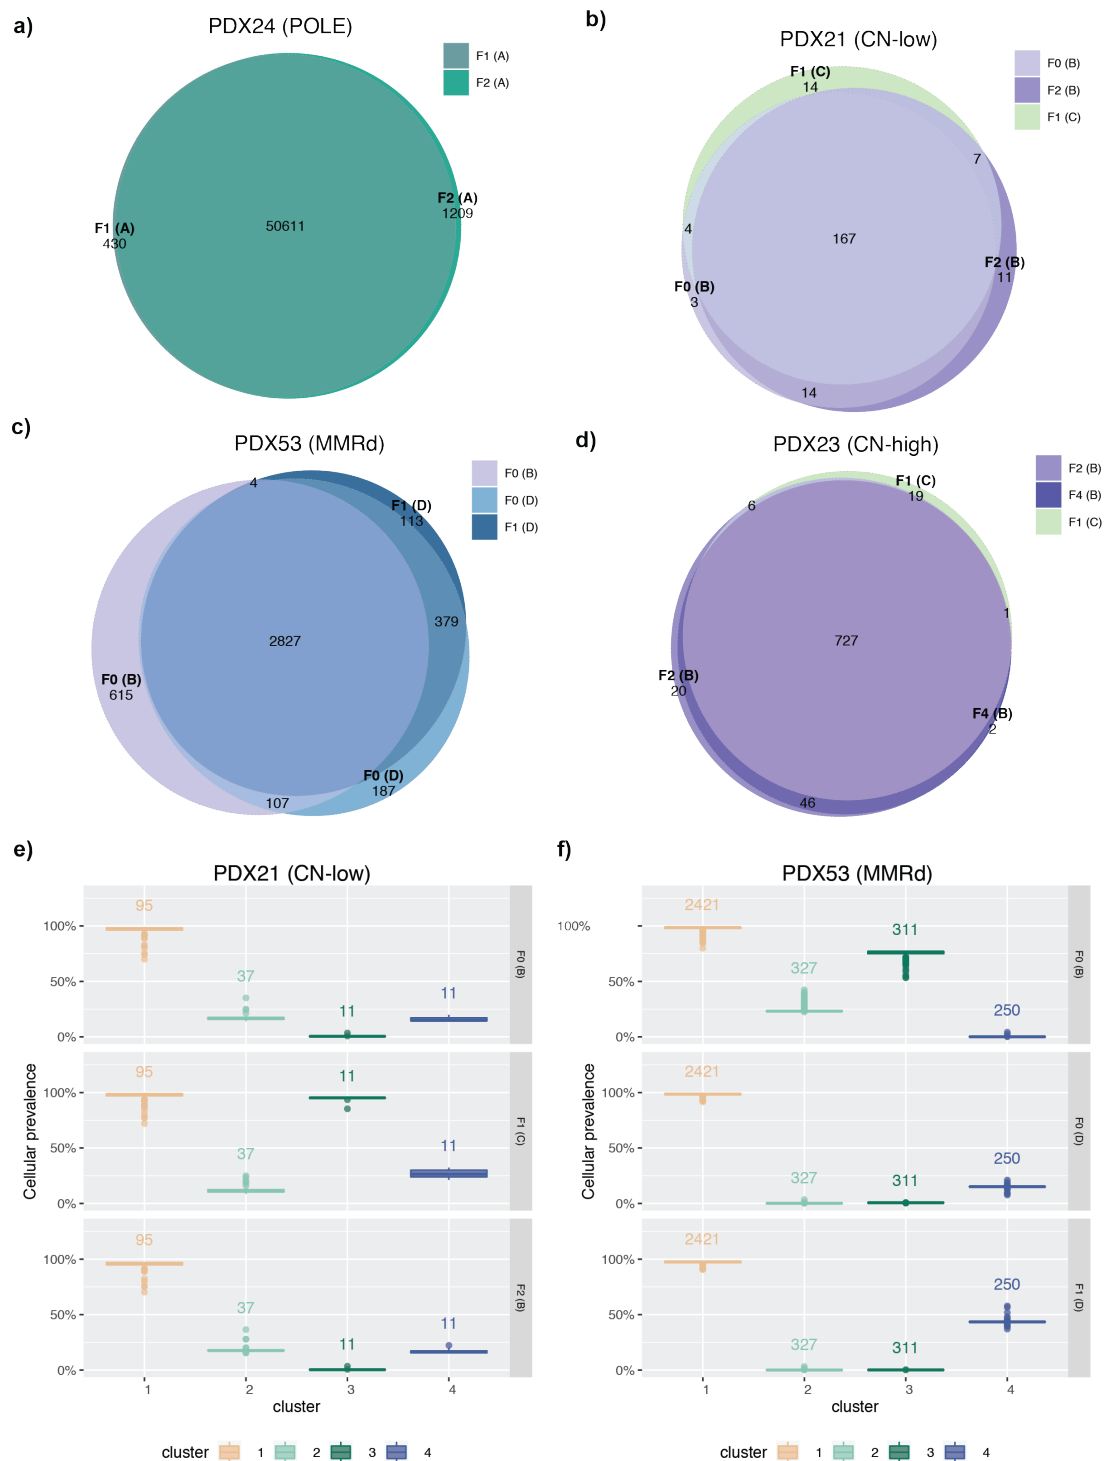 a)
PDX24 (POLE)
F1 (A)
F2 (A)
F2 (A)
1209
F1 (A)
430
50611
b)
PDX21 (CN-low)
F0 (B)
F2 (B)
F1 (C)
F1 (C)
14
7
4
167
F2 (B)
11
F0 (B)
3
14
c)
PDX53 (MMRd)
F0 (B)
F0 (D)
F1 (D)
4
F1 (D)
113
379
2827
F0 (B)
615
F0 (D)
187
107
d)
PDX23 (CN-high)
F2 (B)
F4 (B)
F1 (C)
F1 (C)
19
6
1
727
F2 (B)
20
F4 (B)
2
46
e)
PDX21 (CN-low)
Cellular prevalence
100%
50%
0%
95
37
11
11
F0 (B)
100%
50%
0%
95
37
11
11
F1 (C)
100%
50%
0%
95
37
11
11
F2 (B)
1 2 3 4
cluster
cluster 1 2 3 4
f)
PDX53 (MMRd)
Cellular prevalence
100%
50%
0%
2421
327
311
250
F0 (B)
100%
50%
0%
2421
327
311
250
F0 (D)
100%
50%
0%
2421
327
311
250
F1 (D)
1 2 3 4
cluster
cluster 1 2 3 4